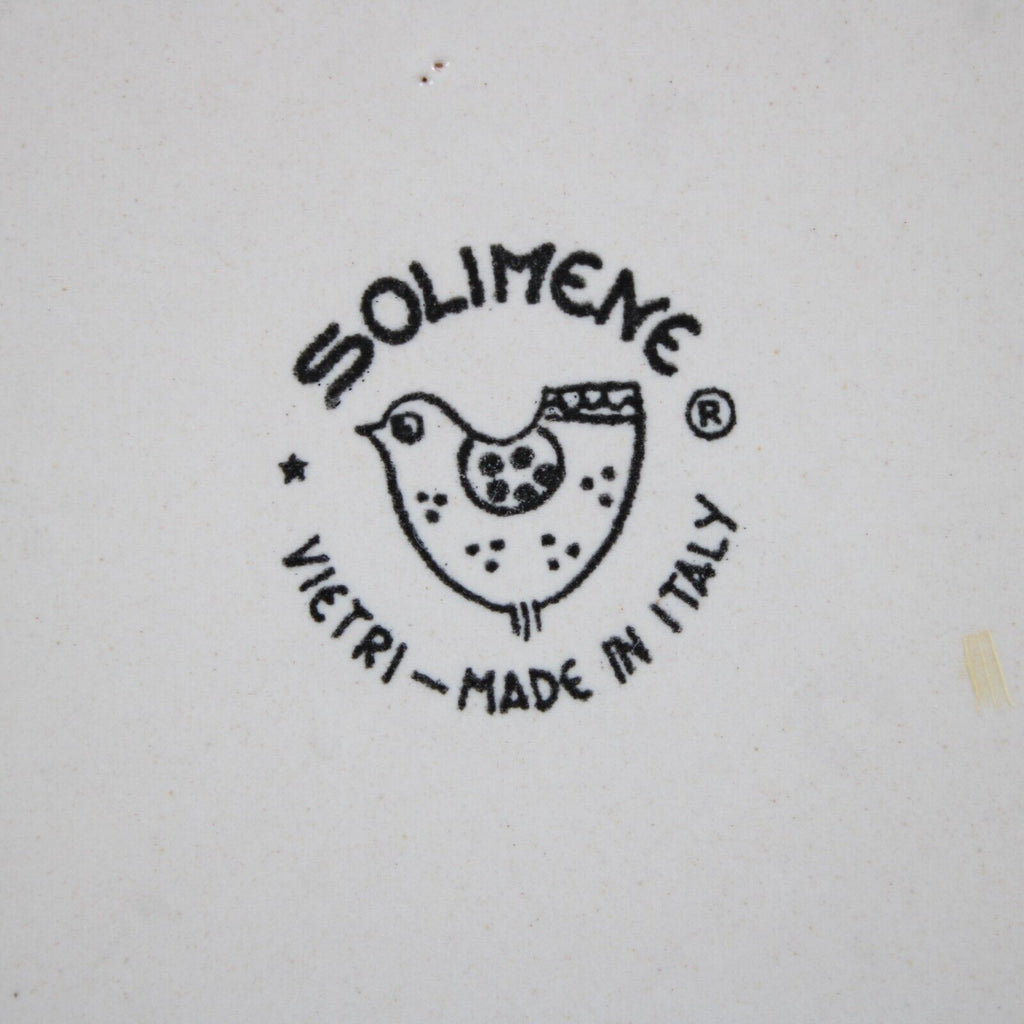 SOLIMENE
®
VIETRI – MADE IN ITALY